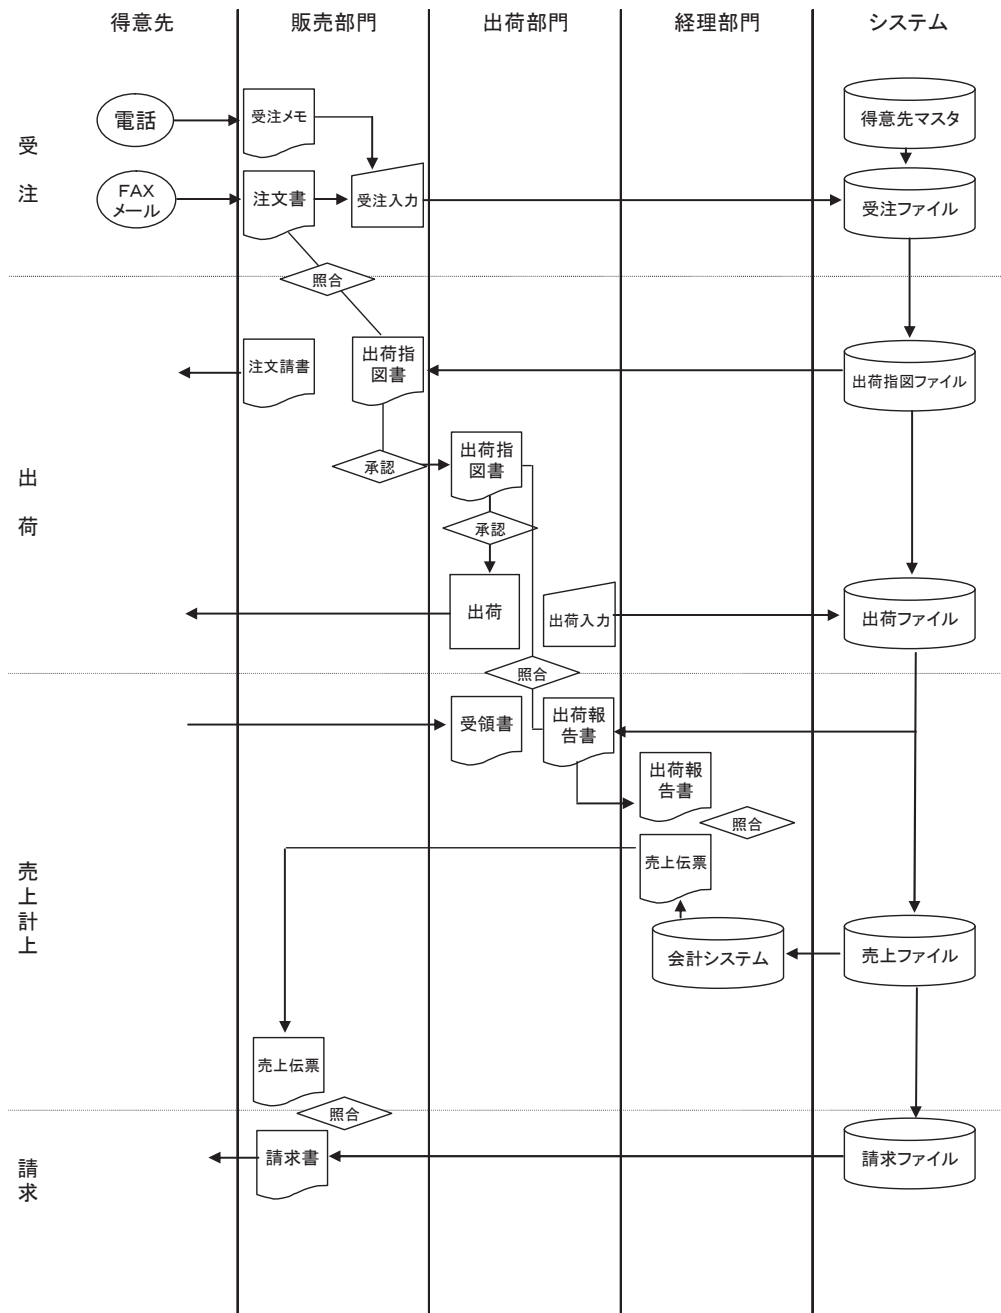 得意先
販売部門
出荷部門
経理部門
システム
受
注
電話
受注メモ
得意先マスタ
FAX
メール
注文書
受注入力
受注ファイル
照合
出
荷
注文請書
出荷指
図書
出荷指図ファイル
承認
出荷指
図書
承認
出荷
出荷入力
出荷ファイル
照合
売
上
計
上
受領書
出荷報
告書
出荷報
告書
照合
売上伝票
会計システム
売上ファイル
売上伝票
照合
請
求
請求書
請求ファイル